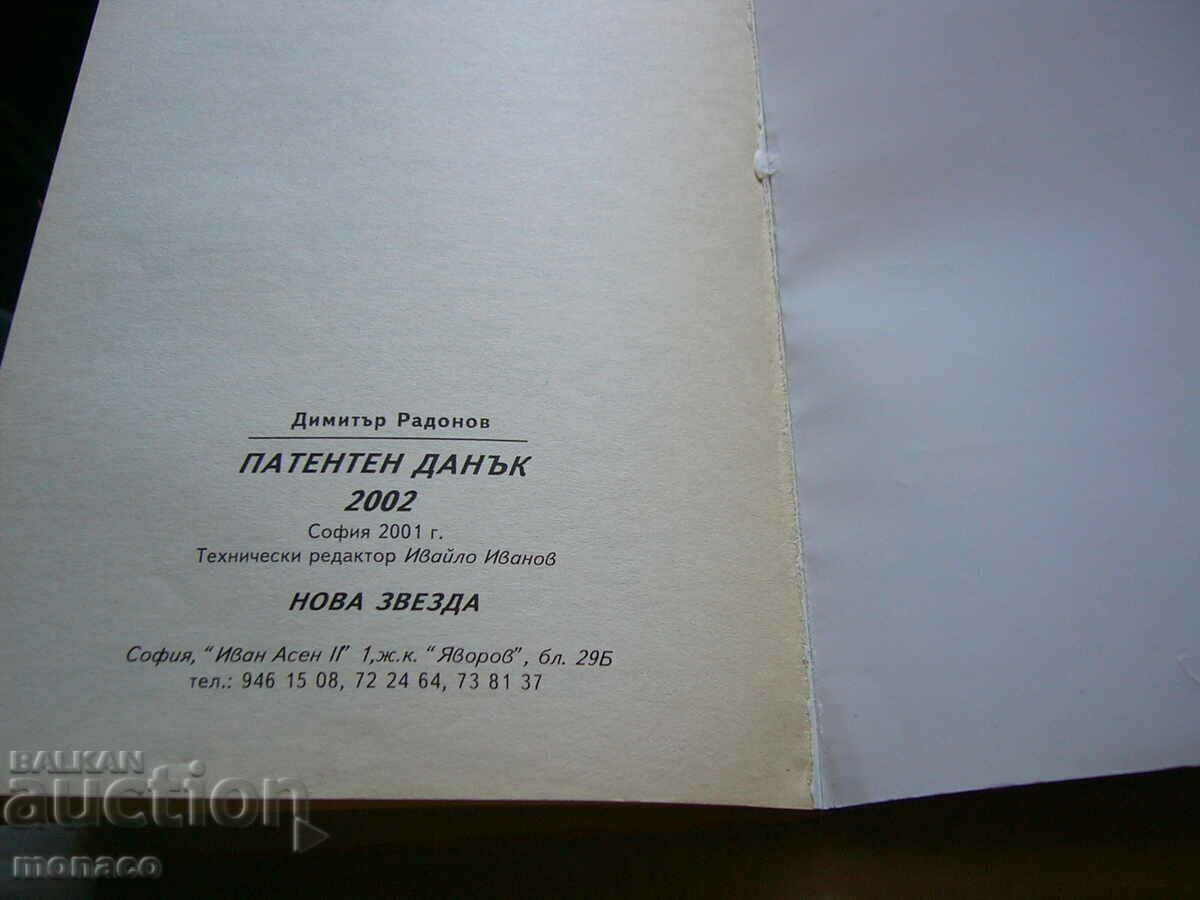 Димитър Радонов
ПАТЕНТЕН ДАНЪК
2002
София 2001 г.
Технически редактор Ивайло Иванов
НОВА ЗВЕЗДА
София, "Иван Асен II" 1,ж.к. "Яворов", бл. 29Б
тел.: 946 15 08, 72 24 64, 73 81 37
BALKAN
auction
monaco